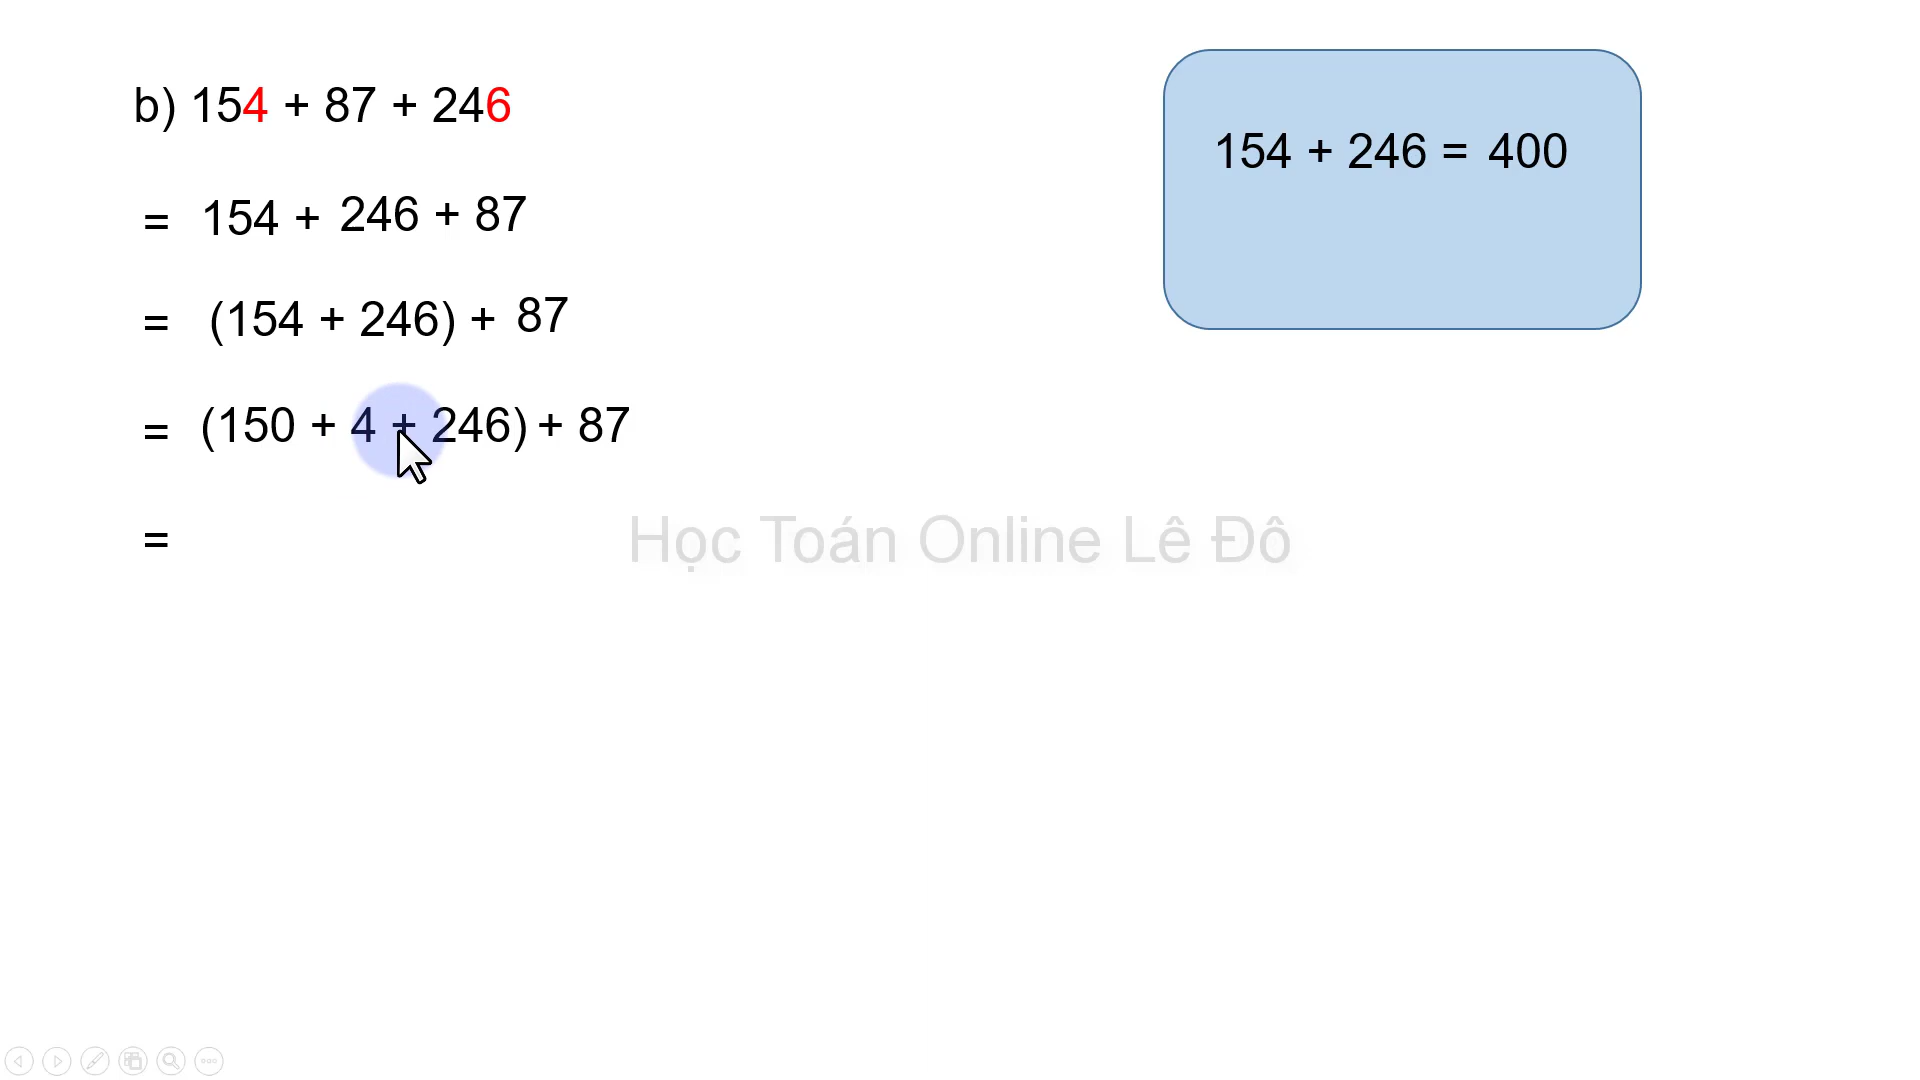 b) 154 + 87 + 246
154 + 246 = 400
= 154 + 246 + 87
= (154 + 246) + 87
= (150 + 4 + 246) + 87
=
Học Toán Online Lê Đô